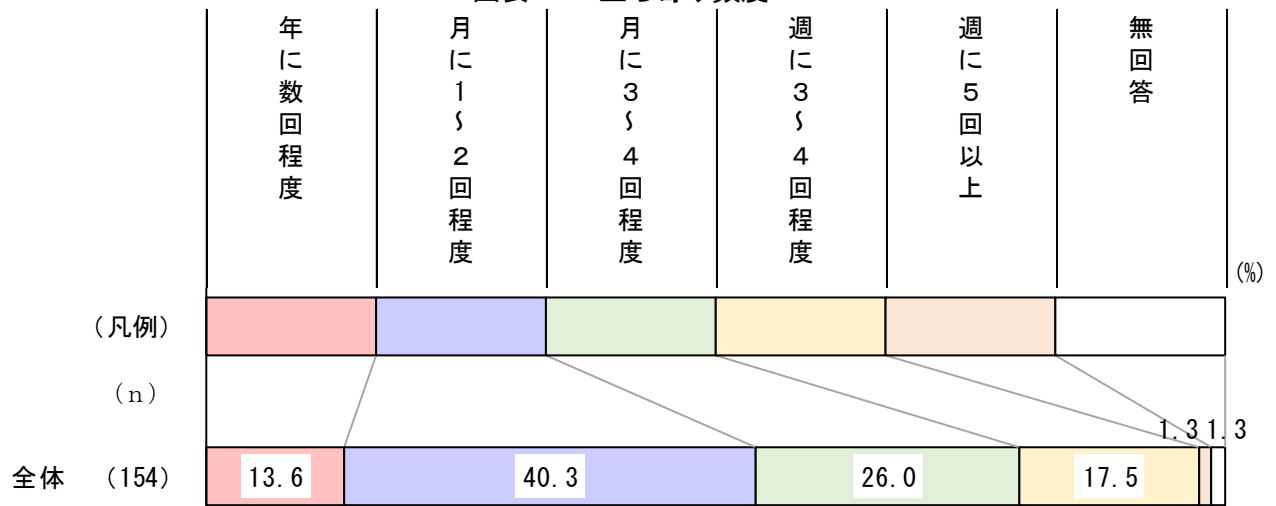 年に数回程度
月に１～２回程度
月に３～４回程度
週に３～４回程度
週に５回以上
無回答
(%)
(凡例)
(ｎ)
1.3 1.3
全体 (154) 13.6 40.3 26.0 17.5